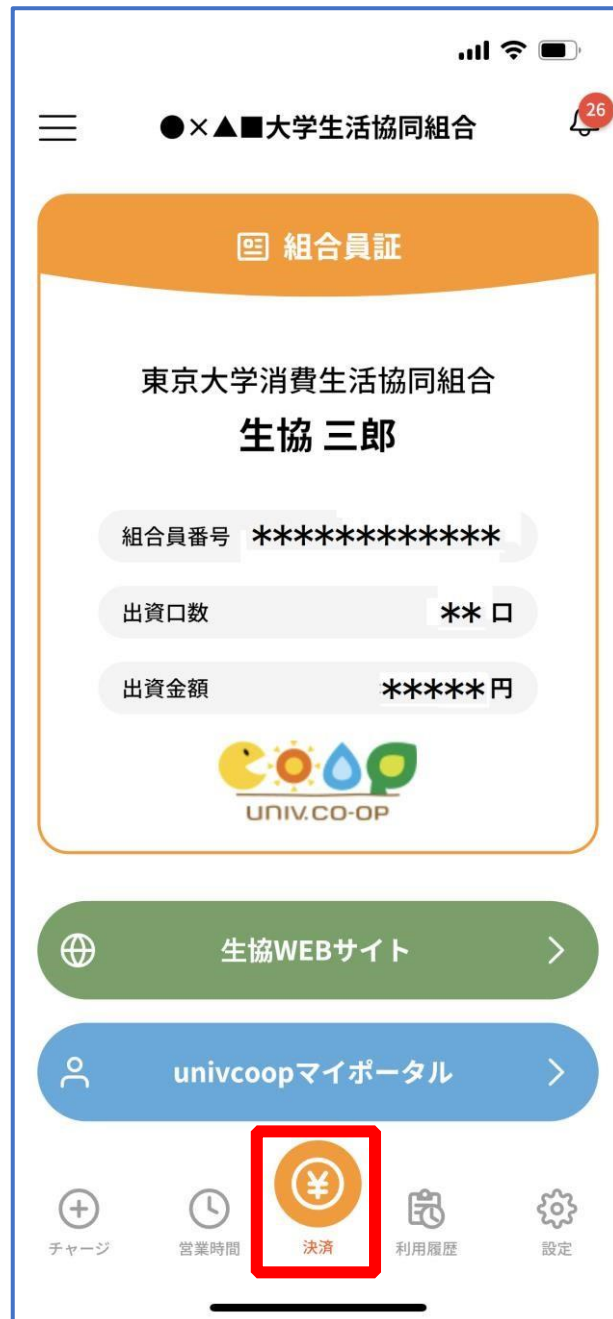 26
●×▲■大学生活協同組合
組合員証
東京大学消費生活協同組合
生協 三郎
組合員番号 ************
出資口数 ** 口
出資金額 *****円
UNIV.CO-OP
生協WEBサイト
univcoopマイポータル
チャージ 営業時間 決済 利用履歴 設定